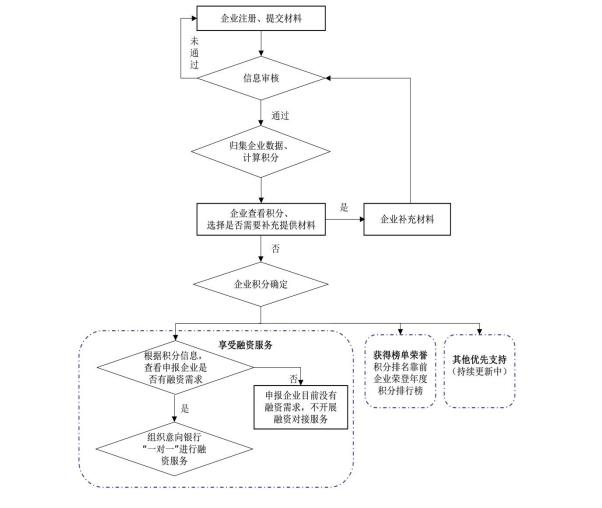 企业注册、提交材料
未
通
过
信息审核
通过
归集企业数据、
计算积分
企业查看积分、
选择是否需要补充提供材料
是
企业补充材料
否
企业积分确定
享受融资服务
根据积分信息，
查看申报企业是
否有融资需求
否
申报企业目前没有
融资需求，不开展
融资对接服务
是
组织意向银行
“一对一”进行融
资服务
获得榜单荣誉
积分排名靠前
企业荣登年度
积分排行榜
其他优先支持
（持续更新中）